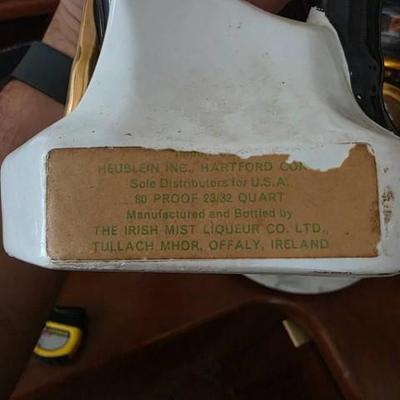 HEUBLEIN INC., HARTFORD CON
Sole Distributors for U.S.A.
80 PROOF 23/32 QUART
Manufactured and Bottled by
THE IRISH MIST LIQUEUR CO. LTD.,
TULLACH MHOR, OFFALY, IRELAND